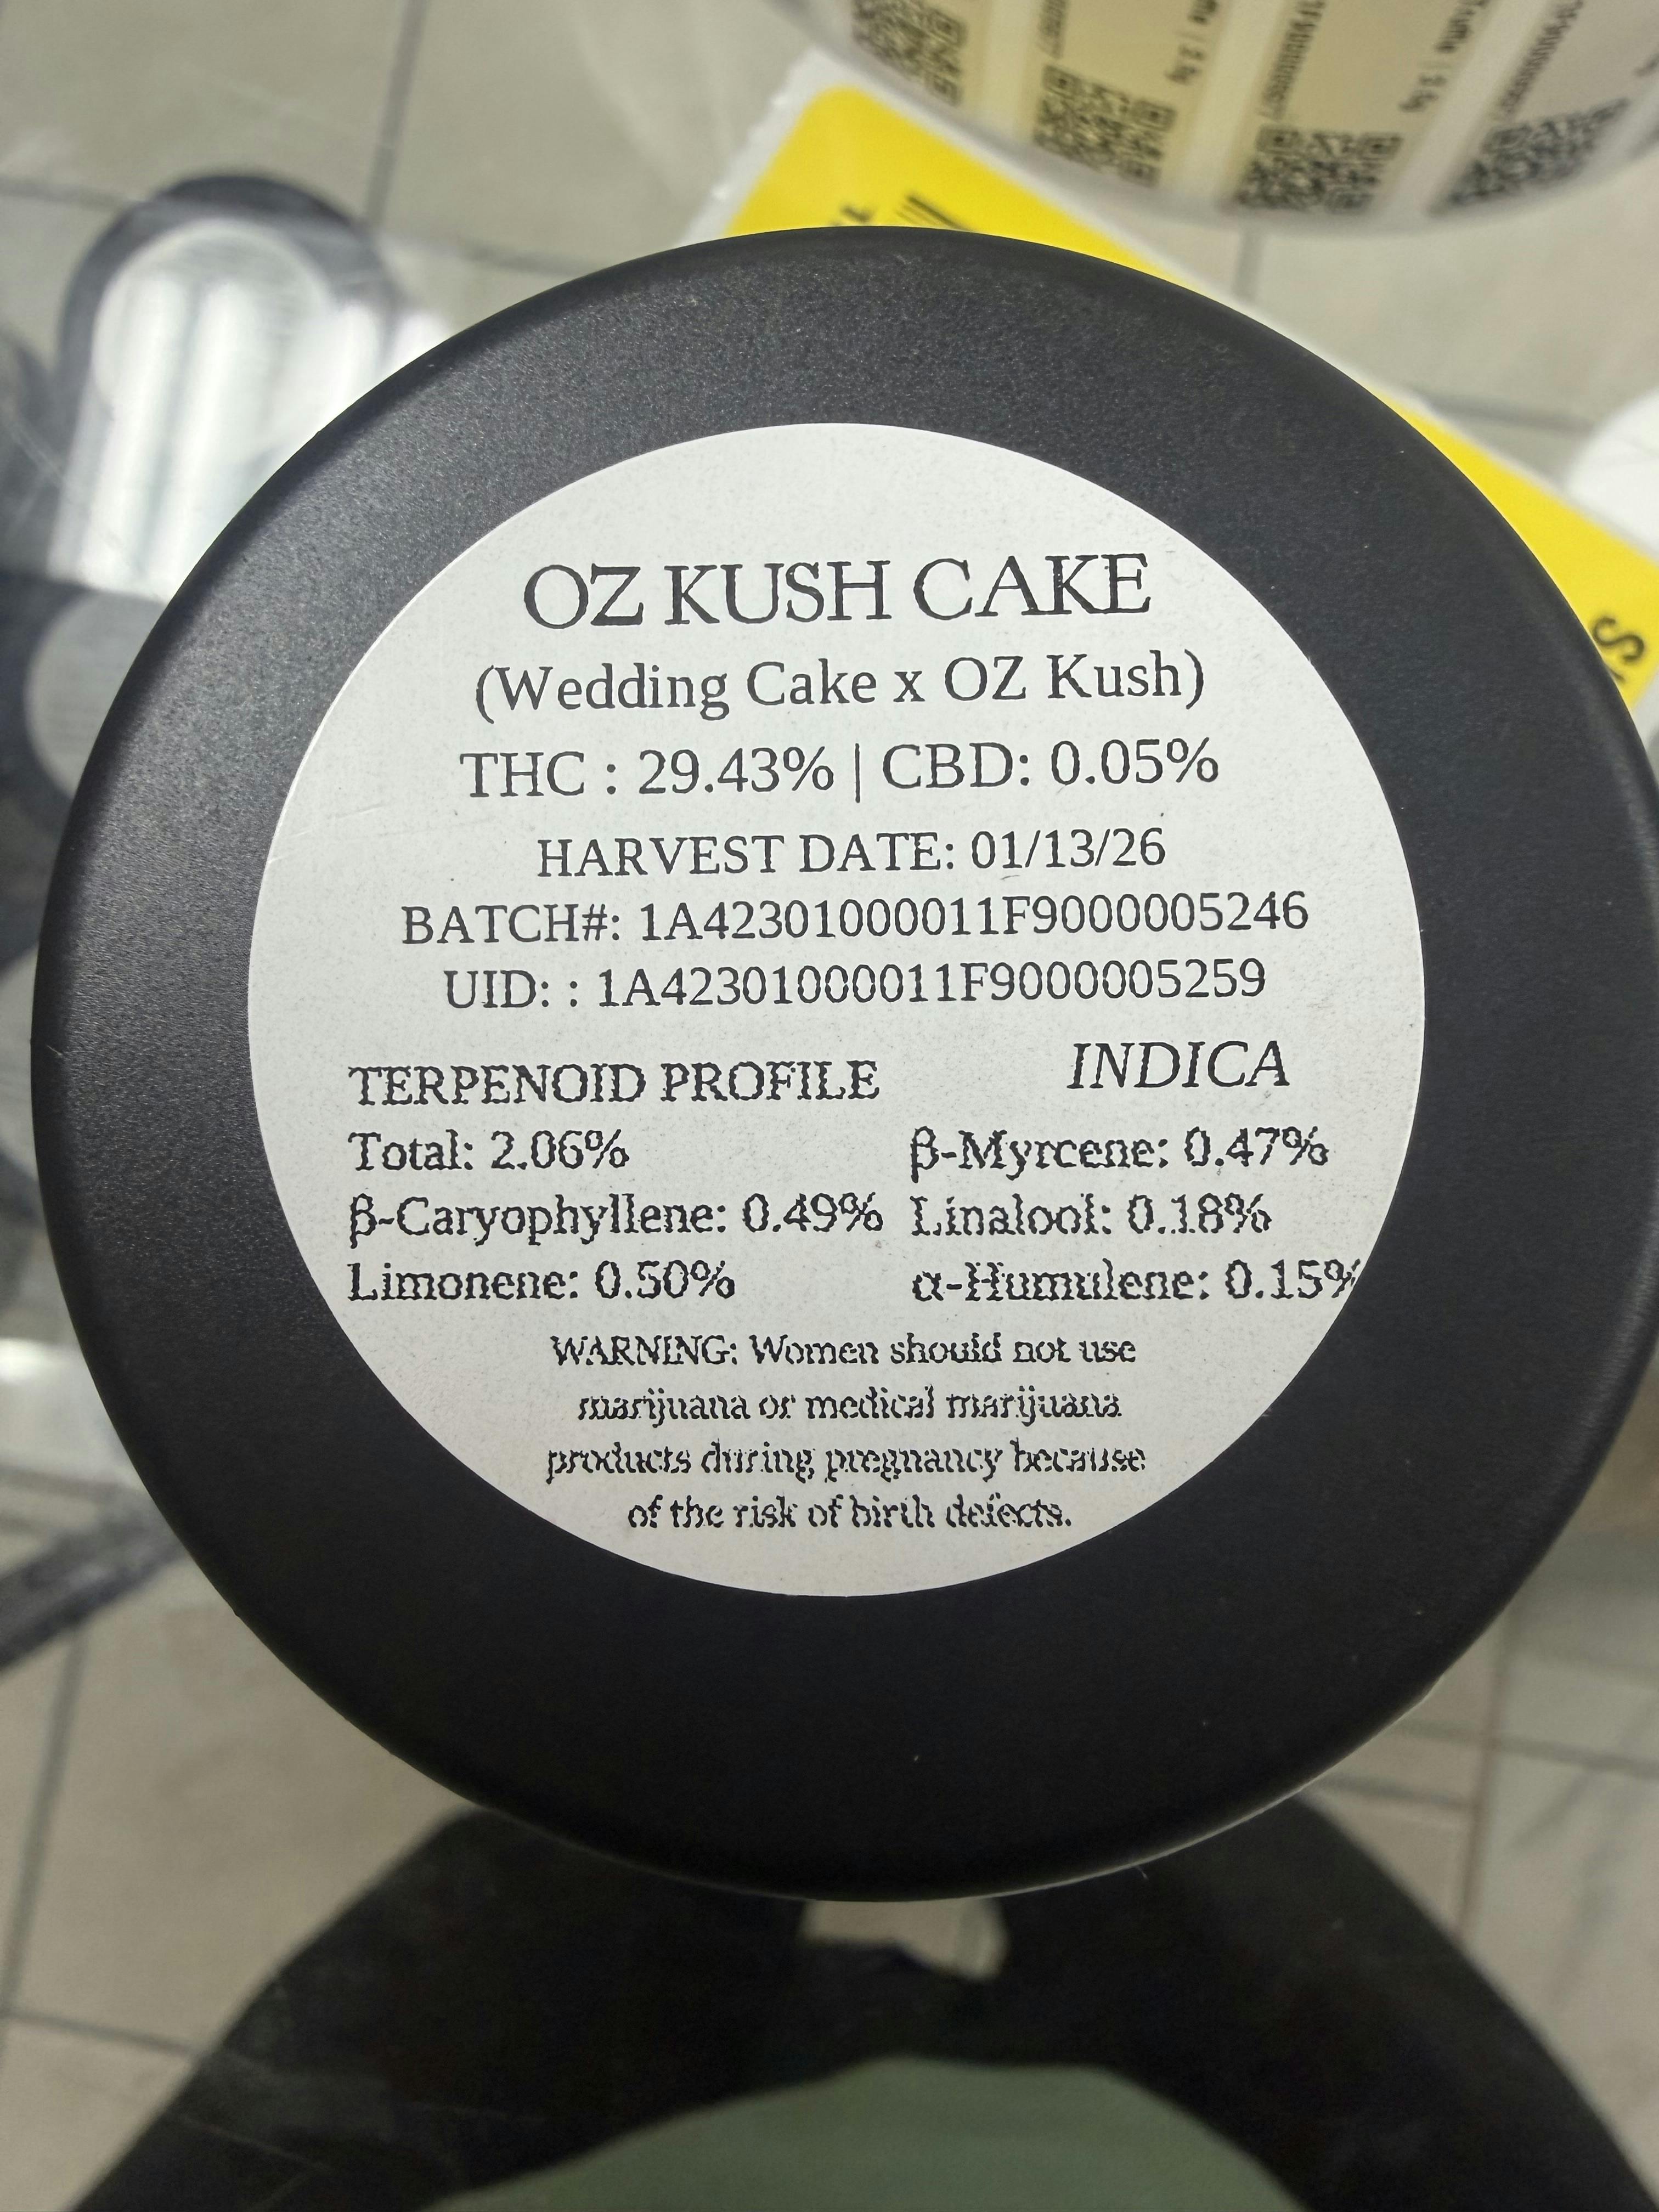 OZ KUSH CAKE
(Wedding Cake x OZ Kush)
THC : 29.43% | CBD: 0.05%
HARVEST DATE: 01/13/26
BATCH#: 1A42301000011F9000005246
UID: : 1A42301000011F9000005259
INDICA
TERPENOID PROFILE
Total: 2.06% β-Myrcene: 0.47%
β-Caryophyllene: 0.49% Linalool: 0.18%
Limonene: 0.50% α-Humulene: 0.15%
WARNING: Women should not use
marijuana or medical marijuana
products during pregnancy because
of the risk of birth defects.